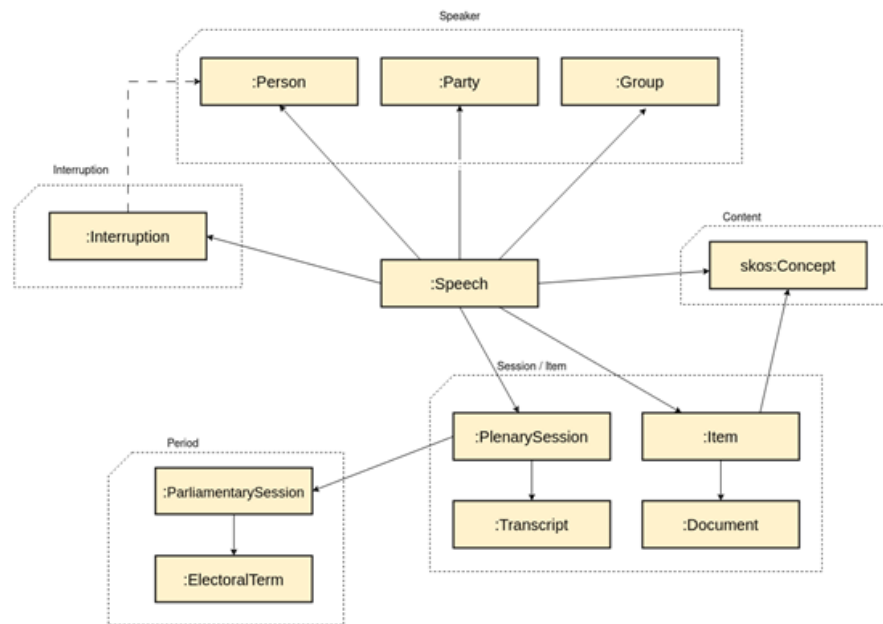 Speaker
:Person
:Party
:Group
Interruption
:Interruption
Content
skos:Concept
:Speech
Session / Item
:PlenarySession
:Item
Period
:ParliamentarySession
:Transcript
:Document
:ElectoralTerm